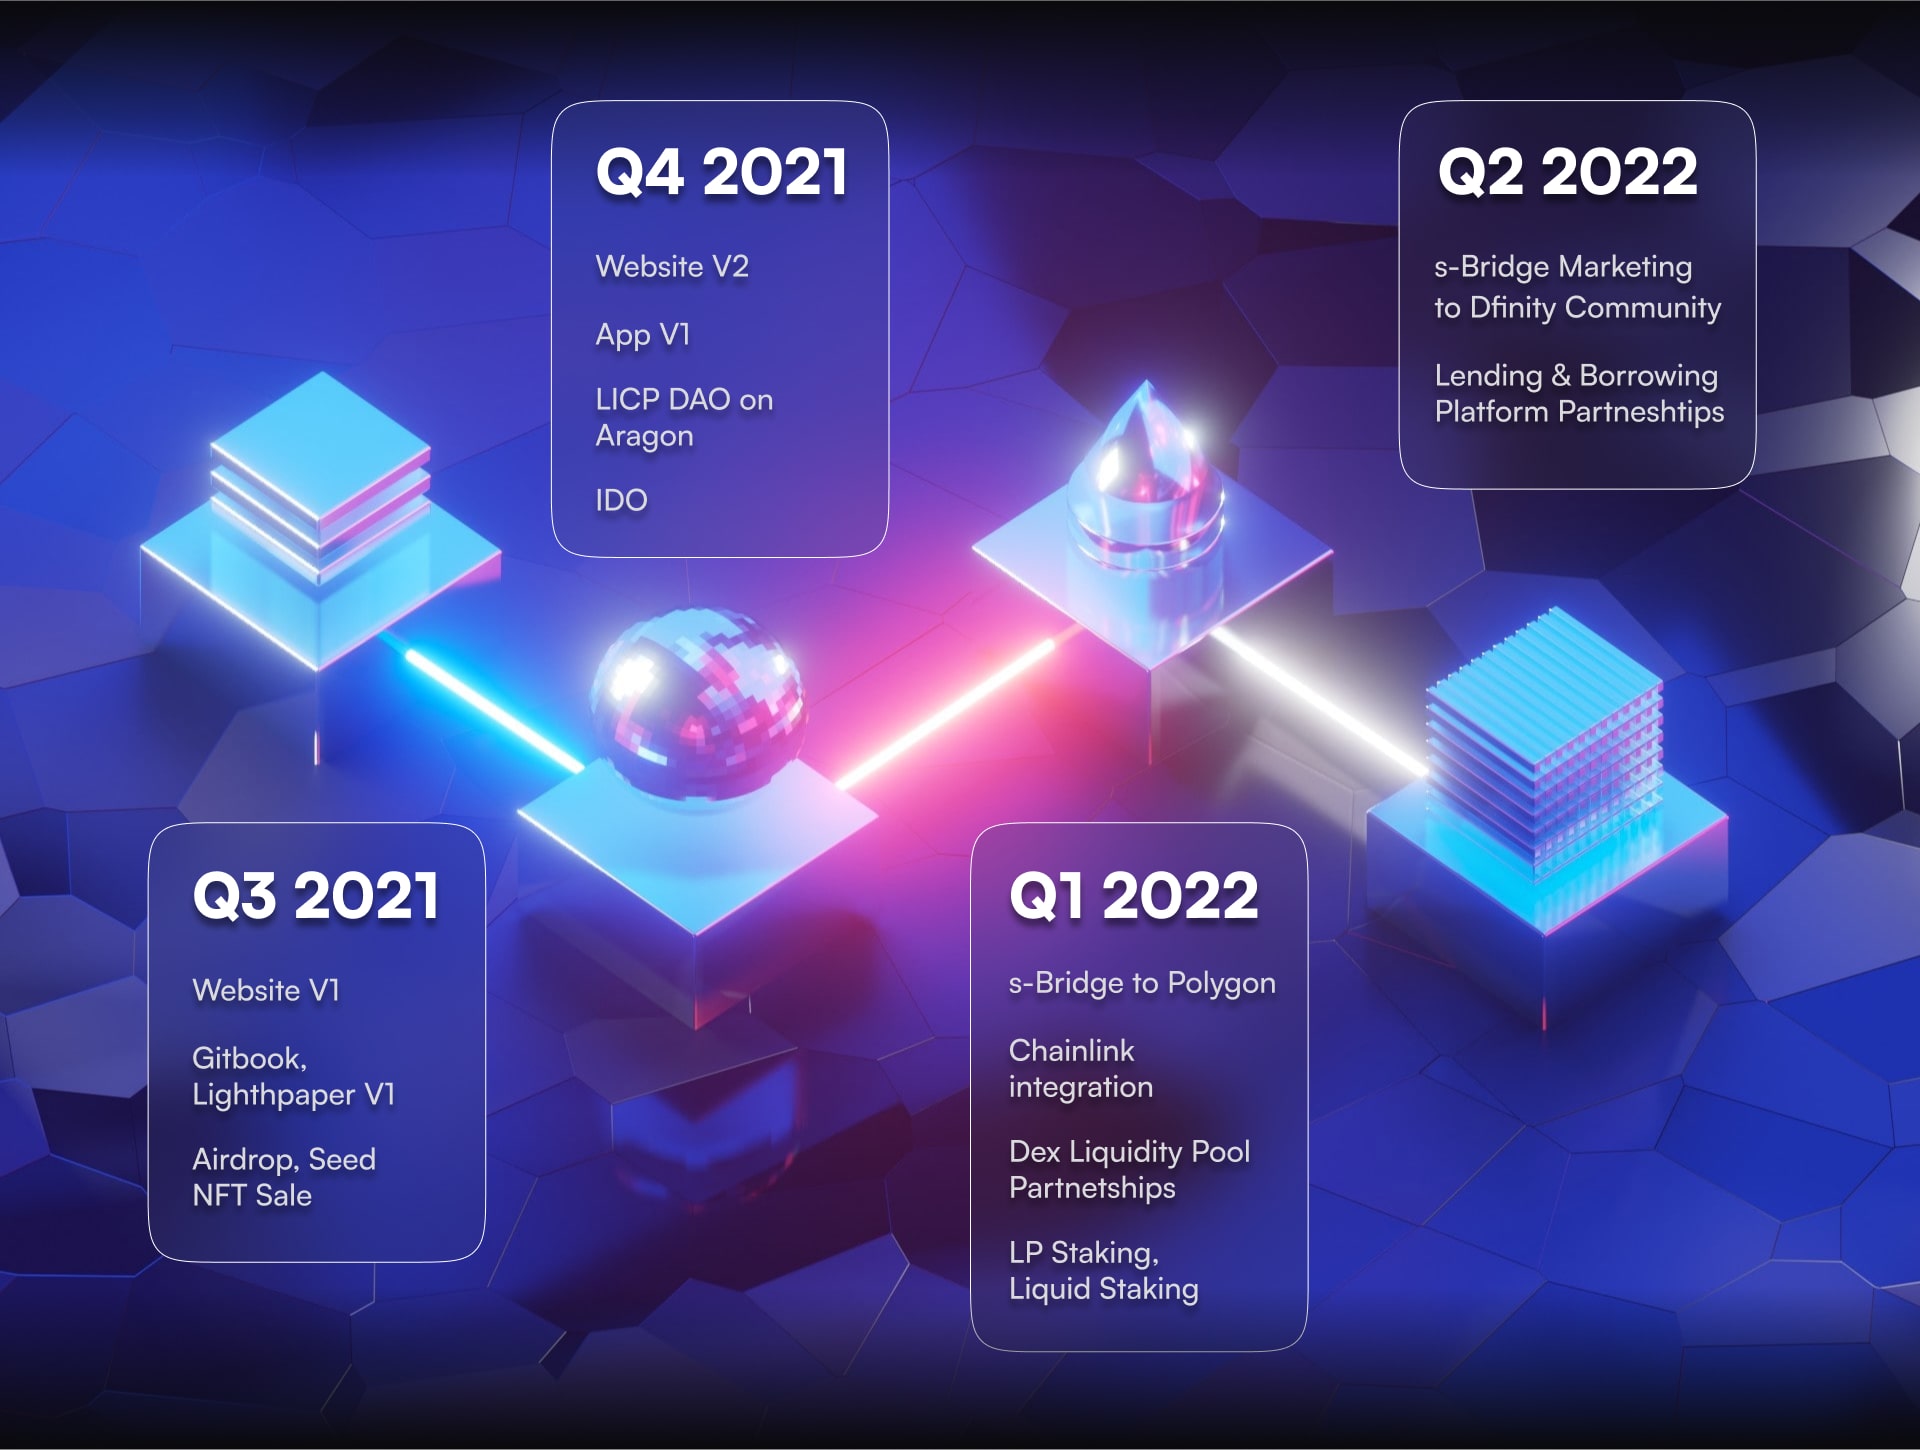 Q3 2021
Website V1
Gitbook,
Lighthpaper V1
Airdrop, Seed
NFT Sale
Q4 2021
Website V2
App V1
LICP DAO on
Aragon
IDO
Q1 2022
s-Bridge to Polygon
Chainlink
integration
Dex Liquidity Pool
Partnetships
LP Staking,
Liquid Staking
Q2 2022
s-Bridge Marketing
to Dfinity Community
Lending & Borrowing
Platform Partneshtips